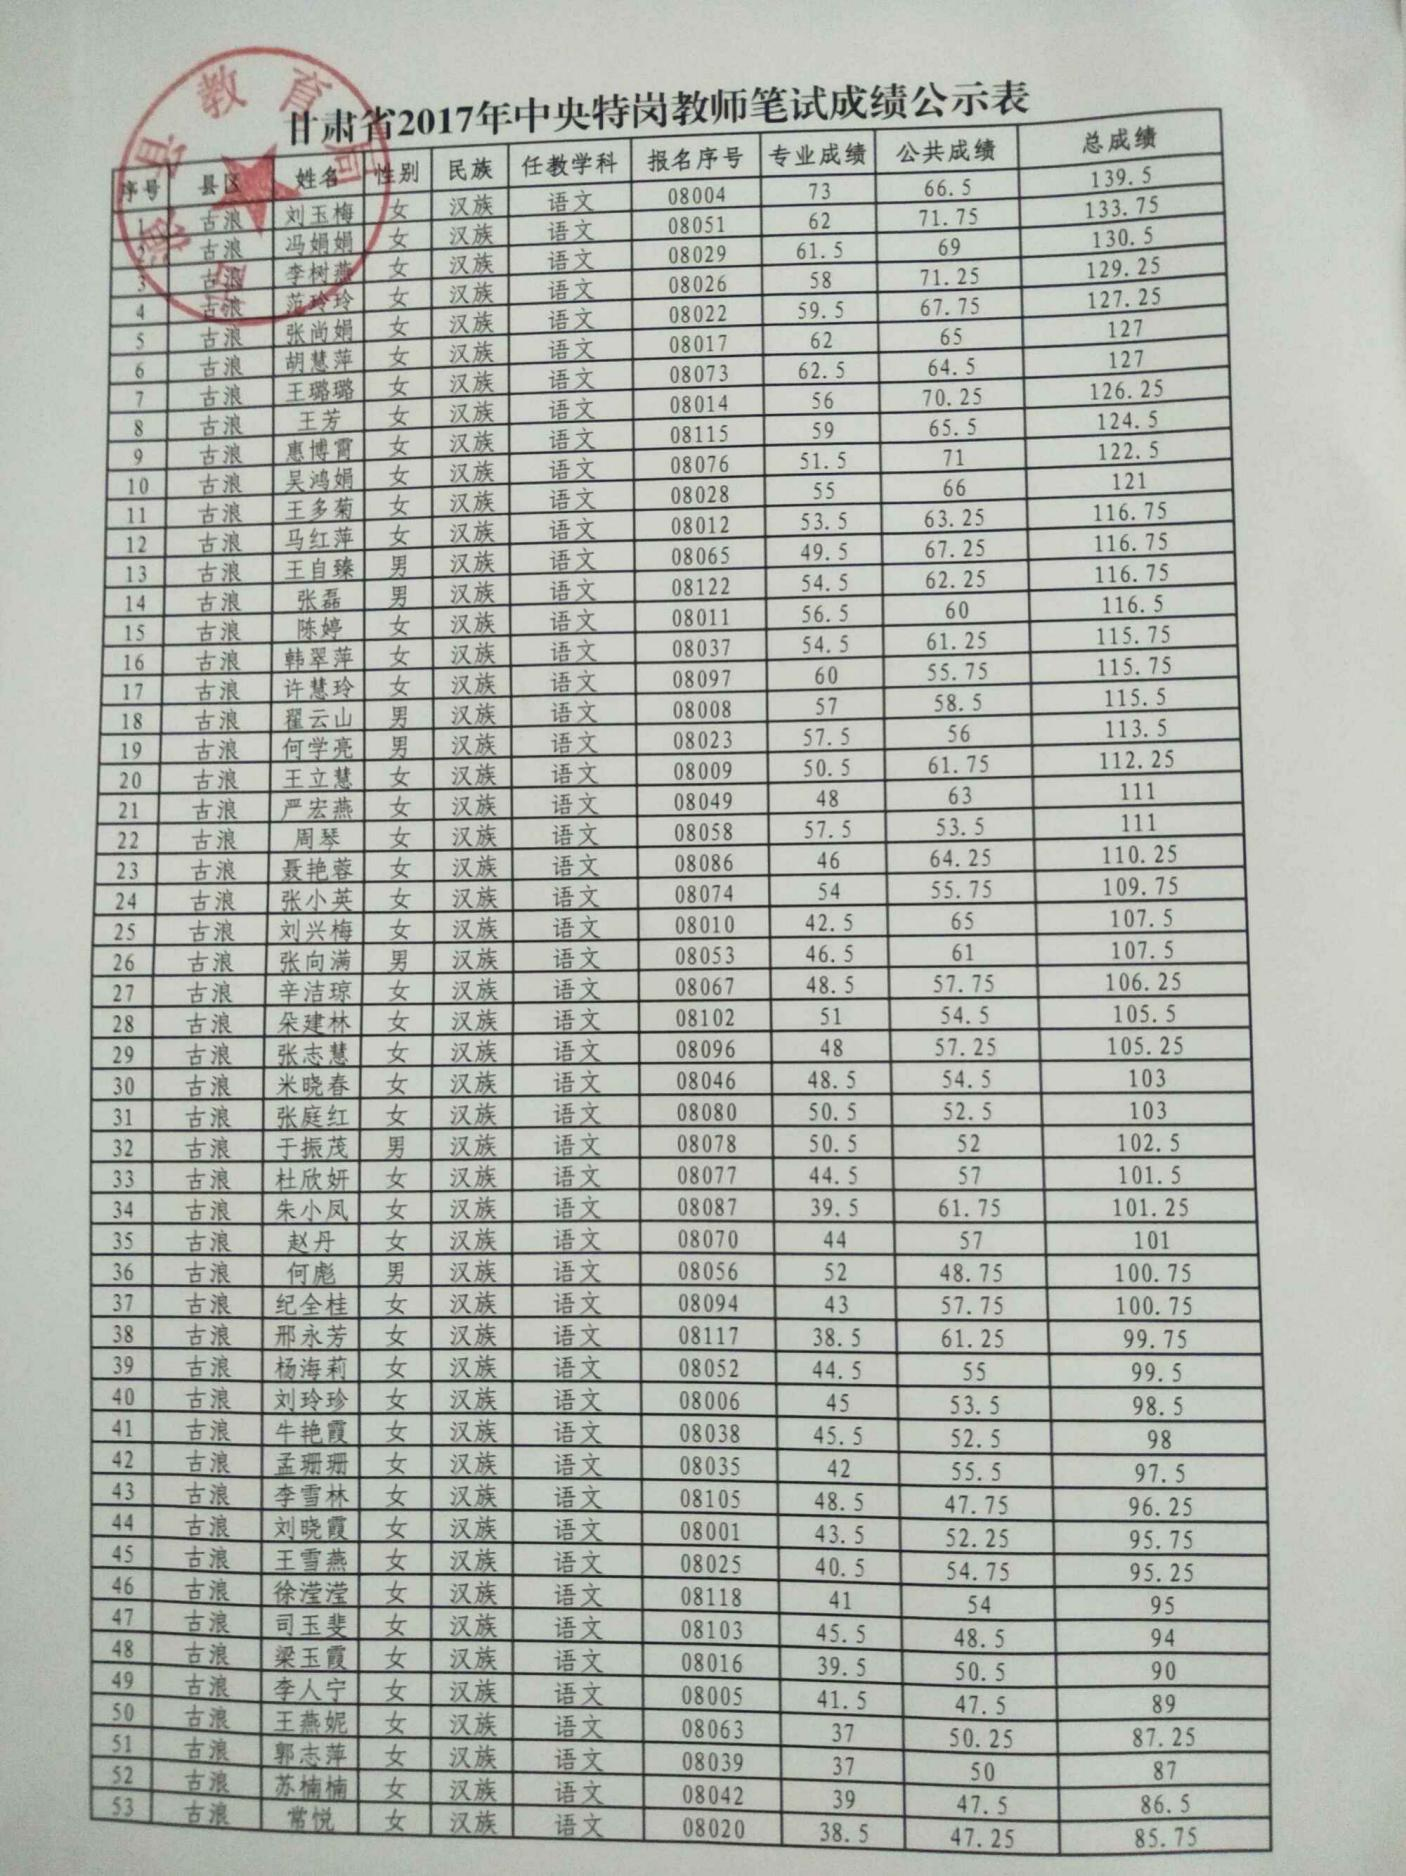 甘肃省2017年中央特岗教师笔试成绩公示表
序号 县区 姓名 性别 民族 任教学科 报名序号 专业成绩 公共成绩 总成绩
1 古浪 刘玉梅 女 汉族 语文 08004 73 66.5 139.5
2 古浪 冯娟娟 女 汉族 语文 08051 62 71.75 133.75
3 古浪 李树燕 女 汉族 语文 08029 61.5 69 130.5
4 古浪 范玲玲 女 汉族 语文 08026 58 71.25 129.25
5 古浪 张尚娟 女 汉族 语文 08022 59.5 67.75 127.25
6 古浪 胡慧萍 女 汉族 语文 08017 62 65 127
7 古浪 王璐璐 女 汉族 语文 08073 62.5 64.5 127
8 古浪 王芳 女 汉族 语文 08014 56 70.25 126.25
9 古浪 惠博霄 女 汉族 语文 08115 59 65.5 124.5
10 古浪 吴鸿娟 女 汉族 语文 08076 51.5 71 122.5
11 古浪 王多菊 女 汉族 语文 08028 55 66 121
12 古浪 马红萍 女 汉族 语文 08012 53.5 63.25 116.75
13 古浪 王自臻 男 汉族 语文 08065 49.5 67.25 116.75
14 古浪 张磊 男 汉族 语文 08122 54.5 62.25 116.75
15 古浪 陈婷 女 汉族 语文 08011 56.5 60 116.5
16 古浪 韩翠萍 女 汉族 语文 08037 54.5 61.25 115.75
17 古浪 许慧玲 女 汉族 语文 08097 60 55.75 115.75
18 古浪 翟云山 男 汉族 语文 08008 57 58.5 115.5
19 古浪 何学亮 男 汉族 语文 08023 57.5 56 113.5
20 古浪 王立慧 女 汉族 语文 08009 50.5 61.75 112.25
21 古浪 严宏燕 女 汉族 语文 08049 48 63 111
22 古浪 周琴 女 汉族 语文 08058 57.5 53.5 111
23 古浪 聂艳蓉 女 汉族 语文 08086 46 64.25 110.25
24 古浪 张小英 女 汉族 语文 08074 54 55.75 109.75
25 古浪 刘兴梅 女 汉族 语文 08010 42.5 65 107.5
26 古浪 张向满 男 汉族 语文 08053 46.5 61 107.5
27 古浪 辛洁琼 女 汉族 语文 08067 48.5 57.75 106.25
28 古浪 朵建林 女 汉族 语文 08102 51 54.5 105.5
29 古浪 张志慧 女 汉族 语文 08096 48 57.25 105.25
30 古浪 米晓春 女 汉族 语文 08046 48.5 54.5 103
31 古浪 张庭红 女 汉族 语文 08080 50.5 52.5 103
32 古浪 于振茂 男 汉族 语文 08078 50.5 52 102.5
33 古浪 杜欣妍 女 汉族 语文 08077 44.5 57 101.5
34 古浪 朱小凤 女 汉族 语文 08087 39.5 61.75 101.25
35 古浪 赵丹 女 汉族 语文 08070 44 57 101
36 古浪 何彪 男 汉族 语文 08056 52 48.75 100.75
37 古浪 纪全桂 女 汉族 语文 08094 43 57.75 100.75
38 古浪 邢永芳 女 汉族 语文 08117 38.5 61.25 99.75
39 古浪 杨海莉 女 汉族 语文 08052 44.5 55 99.5
40 古浪 刘玲珍 女 汉族 语文 08006 45 53.5 98.5
41 古浪 牛艳霞 女 汉族 语文 08038 45.5 52.5 98
42 古浪 孟珊珊 女 汉族 语文 08035 42 55.5 97.5
43 古浪 李雪林 女 汉族 语文 08105 48.5 47.75 96.25
44 古浪 刘晓霞 女 汉族 语文 08001 43.5 52.25 95.75
45 古浪 王雪燕 女 汉族 语文 08025 40.5 54.75 95.25
46 古浪 徐滢滢 女 汉族 语文 08118 41 54 95
47 古浪 司玉斐 女 汉族 语文 08103 45.5 48.5 94
48 古浪 梁玉霞 女 汉族 语文 08016 39.5 50.5 90
49 古浪 李人宁 女 汉族 语文 08005 41.5 47.5 89
50 古浪 王燕妮 女 汉族 语文 08063 37 50.25 87.25
51 古浪 郭志萍 女 汉族 语文 08039 37 50 87
52 古浪 苏楠楠 女 汉族 语文 08042 39 47.5 86.5
53 古浪 常悦 女 汉族 语文 08020 38.5 47.25 85.75